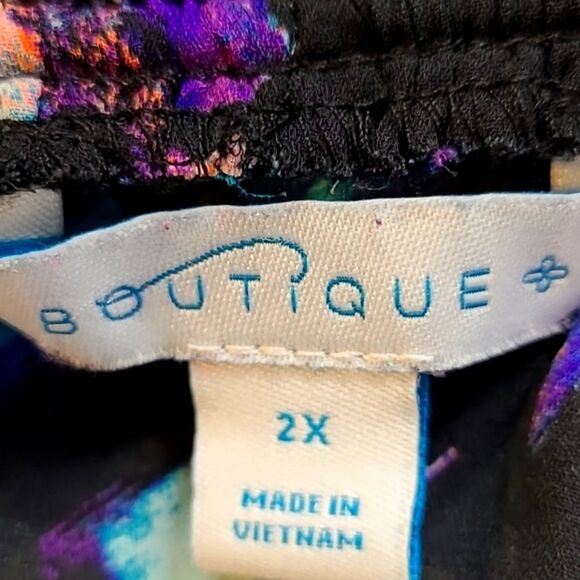 BOUTIQUE +
2X
MADE IN
VIETNAM